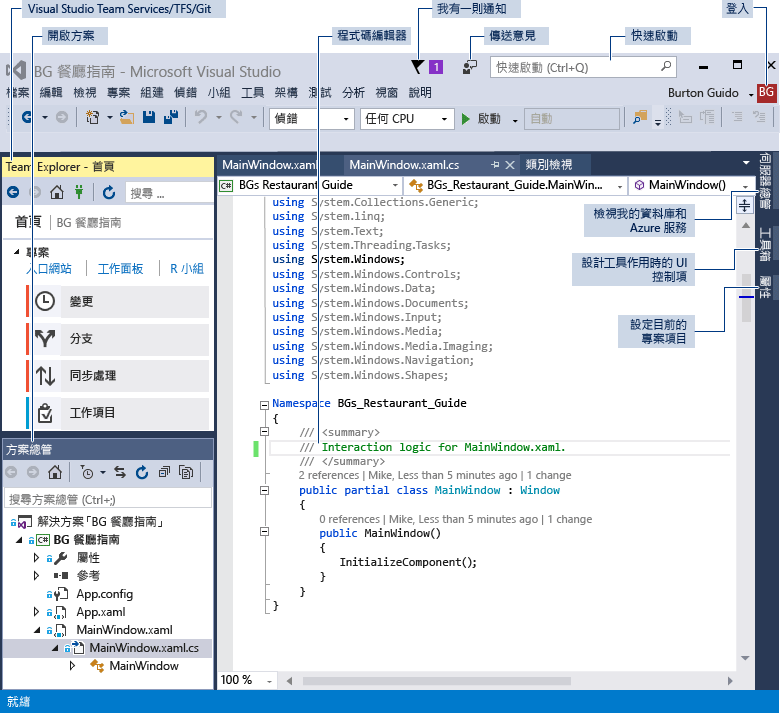 Visual Studio Team Services/TFS/Git
我有一則通知
登入
開啟方案
程式碼編輯器
傳送意見
快速啟動
BG 餐廳指南 - Microsoft Visual Studio
1
快速啟動 (Ctrl+Q)
檔案 編輯 檢視 專案 組建 偵錯 小組 工具 架構 測試 分析 視窗 說明
Burton Guido
BG
偵錯
任何 CPU
啟動
自動
Team Explorer - 首頁
MainWindow.xaml
MainWindow.xaml.cs
類別檢視
搜尋 ...
C#
BGs Restaurant Guide
BGs_Restaurant_Guide.MainWin...
MainWindow()
首頁 | BG 餐廳指南
專案
入口網站
工作面板
R 小組
變更
分支
同步處理
工作項目
using System.Collections.Generic;
using System.linq;
using System.Text;
using System.Threading.Tasks;
using System.Windows;
using System.Windows.Controls;
using System.Windows.Data;
using System.Windows.Documents;
using System.Windows.Input;
using System.Windows.Media;
using System.Windows.Media.Imaging;
using System.Windows.Navigation;
using System.Windows.Shapes;
Namespace BGs_Restaurant_Guide
{
/// <summary>
/// Interaction logic for MainWindow.xaml.
/// </summary>
2 references | Mike, Less than 5 minutes ago | 1 change
public partial class MainWindow : Window
{
0 references | Mike, Less than 5 minutes ago | 1 change
public MainWindow()
{
InitializeComponent();
}
}
}
檢視我的資料庫和
Azure 服務
設計工具作用時的 UI
控制項
設定目前的
專案項目
伺服器總管
工具箱
屬性
方案總管
搜尋方案總管 (Ctrl+;)
解決方案「BG 餐廳指南」
C# BG 餐廳指南
屬性
參考
App.config
App.xaml
MainWindow.xaml
MainWindow.xaml.cs
MainWindow
100 %
就緒